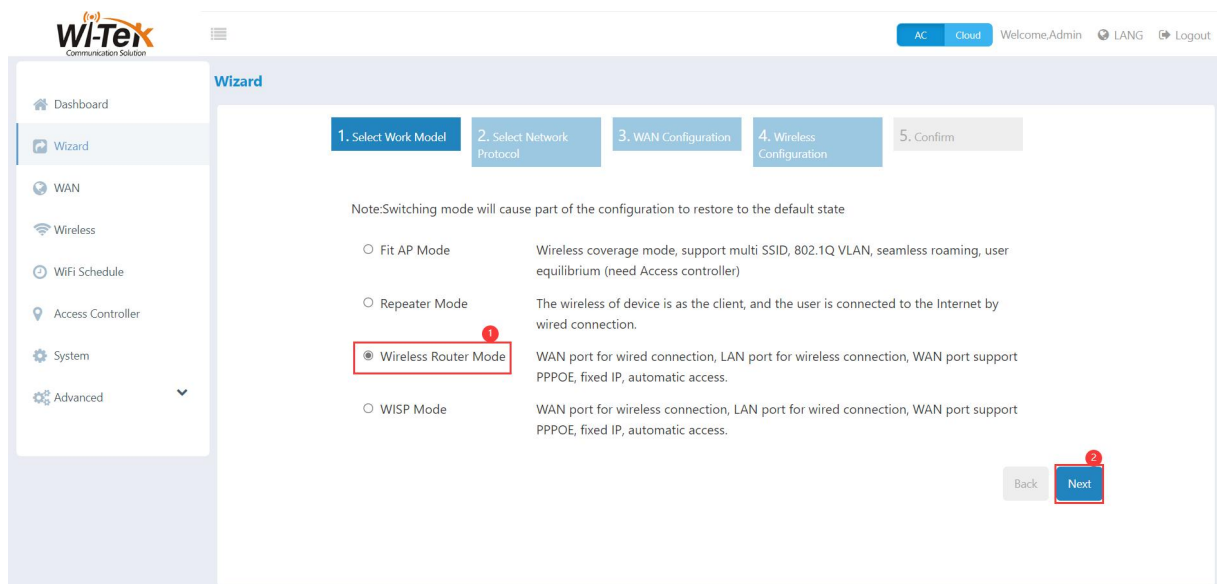 Wi-Tek
Communication Solution
AC Cloud Welcome,Admin LANG Logout
Wizard
Dashboard
Wizard
WAN
Wireless
WiFi Schedule
Access Controller
System
Advanced
1. Select Work Model
2. Select Network
Protocol
3. WAN Configuration
4. Wireless
Configuration
5. Confirm
Note:Switching mode will cause part of the configuration to restore to the default state
Fit AP Mode
Wireless coverage mode, support multi SSID, 802.1Q VLAN, seamless roaming, user
equilibrium (need Access controller)
Repeater Mode
The wireless of device is as the client, and the user is connected to the Internet by
wired connection.
1
Wireless Router Mode
WAN port for wired connection, LAN port for wireless connection, WAN port support
PPPOE, fixed IP, automatic access.
WISP Mode
WAN port for wireless connection, LAN port for wired connection, WAN port support
PPPOE, fixed IP, automatic access.
2
Back Next